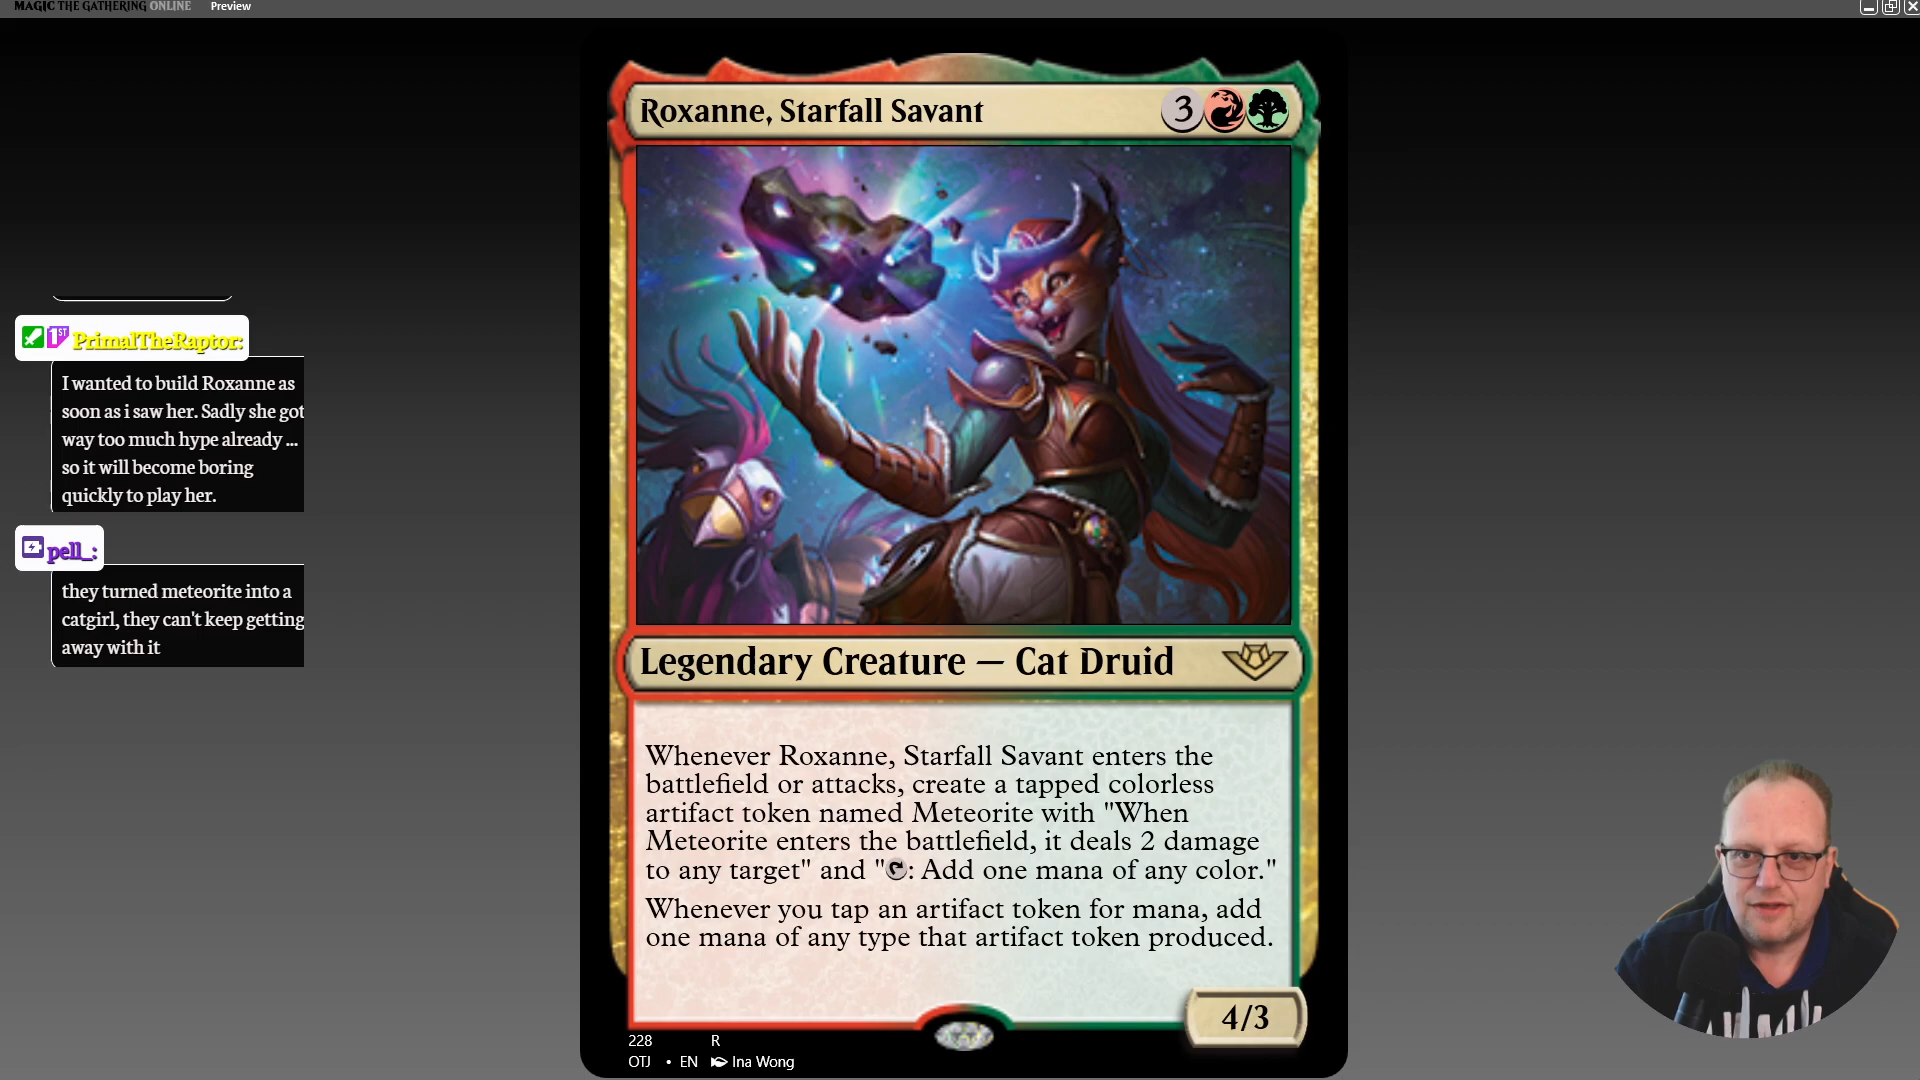 MAGIC THE GATHERING ONLINE Preview
Roxanne, Starfall Savant 3
1ST PrimalTheRaptor:
I wanted to build Roxanne as
soon as i saw her. Sadly she got
way too much hype already ...
so it will become boring
quickly to play her.
pell_:
they turned meteorite into a
catgirl, they can't keep getting
away with it
Legendary Creature — Cat Druid
Whenever Roxanne, Starfall Savant enters the
battlefield or attacks, create a tapped colorless
artifact token named Meteorite with "When
Meteorite enters the battlefield, it deals 2 damage
to any target" and ": Add one mana of any color."
Whenever you tap an artifact token for mana, add
one mana of any type that artifact token produced.
4/3
228 R
OTJ • EN Ina Wong